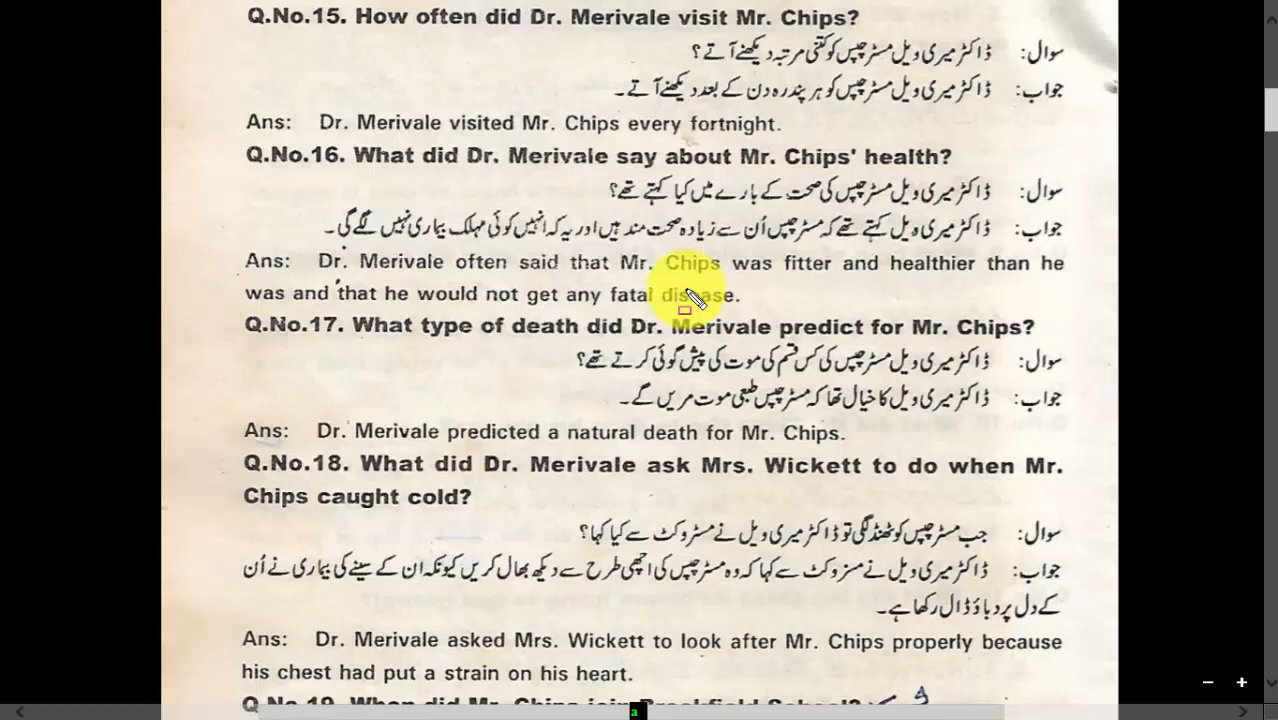 Q.No.15. How often did Dr. Merivale visit Mr. Chips?
سوال: ڈاکٹر میری ویل مسٹر چپس کو کتنی مرتبہ دیکھنے آتے؟
جواب: ڈاکٹر میری ویل مسٹر چپس کو ہر پندرہ دن کے بعد دیکھنے آتے۔
Ans: Dr. Merivale visited Mr. Chips every fortnight.
Q.No.16. What did Dr. Merivale say about Mr. Chips' health?
سوال: ڈاکٹر میری ویل مسٹر چپس کی صحت کے بارے میں کیا کہتے تھے؟
جواب: ڈاکٹر میری ویل کہتے تھے کہ مسٹر چپس اُن سے زیادہ صحت مند ہیں اور یہ کہ انہیں کوئی مہلک بیماری نہیں لگے گی۔
Ans: Dr. Merivale often said that Mr. Chips was fitter and healthier than he
was and that he would not get any fatal disease.
Q.No.17. What type of death did Dr. Merivale predict for Mr. Chips?
سوال: ڈاکٹر میری ویل مسٹر چپس کی کس قسم کی موت کی پیش گوئی کرتے تھے؟
جواب: ڈاکٹر میری ویل کا خیال تھا کہ مسٹر چپس طبعی موت مریں گے۔
Ans: Dr. Merivale predicted a natural death for Mr. Chips.
Q.No.18. What did Dr. Merivale ask Mrs. Wickett to do when Mr.
Chips caught cold?
سوال: جب مسٹر چپس کو ٹھنڈ لگی تو ڈاکٹر میری ویل نے مسز وکٹ سے کیا کہا؟
جواب: ڈاکٹر میری ویل نے مسز وکٹ سے کہا کہ وہ مسٹر چپس کی اچھی طرح سے دیکھ بھال کریں کیونکہ ان کے سینے کی بیماری نے اُن
کے دل پر دباؤ ڈال رکھا ہے۔
Ans: Dr. Merivale asked Mrs. Wickett to look after Mr. Chips properly because
his chest had put a strain on his heart.
Q.No.19. When did Mr. Chips join Brookfield School?
a